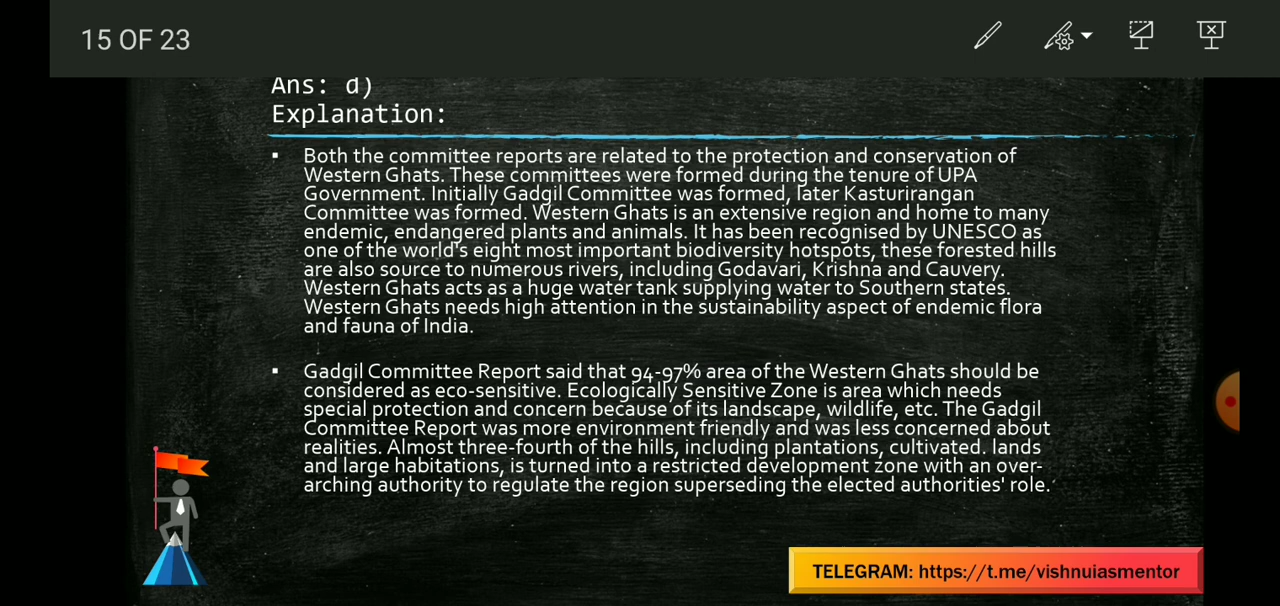 15 OF 23
Ans: d)
Explanation:
▪ Both the committee reports are related to the protection and conservation of
Western Ghats. These committees were formed during the tenure of UPA
Government. Initially Gadgil Committee was formed, later Kasturirangan
Committee was formed. Western Ghats is an extensive region and home to many
endemic, endangered plants and animals. It has been recognised by UNESCO as
one of the world's eight most important biodiversity hotspots, these forested hills
are also source to numerous rivers, including Godavari, Krishna and Cauvery.
Western Ghats acts as a huge water tank supplying water to Southern states.
Western Ghats needs high attention in the sustainability aspect of endemic flora
and fauna of India.
▪ Gadgil Committee Report said that 94-97% area of the Western Ghats should be
considered as eco-sensitive. Ecologically Sensitive Zone is area which needs
special protection and concern because of its landscape, wildlife, etc. The Gadgil
Committee Report was more environment friendly and was less concerned about
realities. Almost three-fourth of the hills, including plantations, cultivated. lands
and large habitations, is turned into a restricted development zone with an over-
arching authority to regulate the region superseding the elected authorities' role.
TELEGRAM: https://t.me/vishnuiasmentor